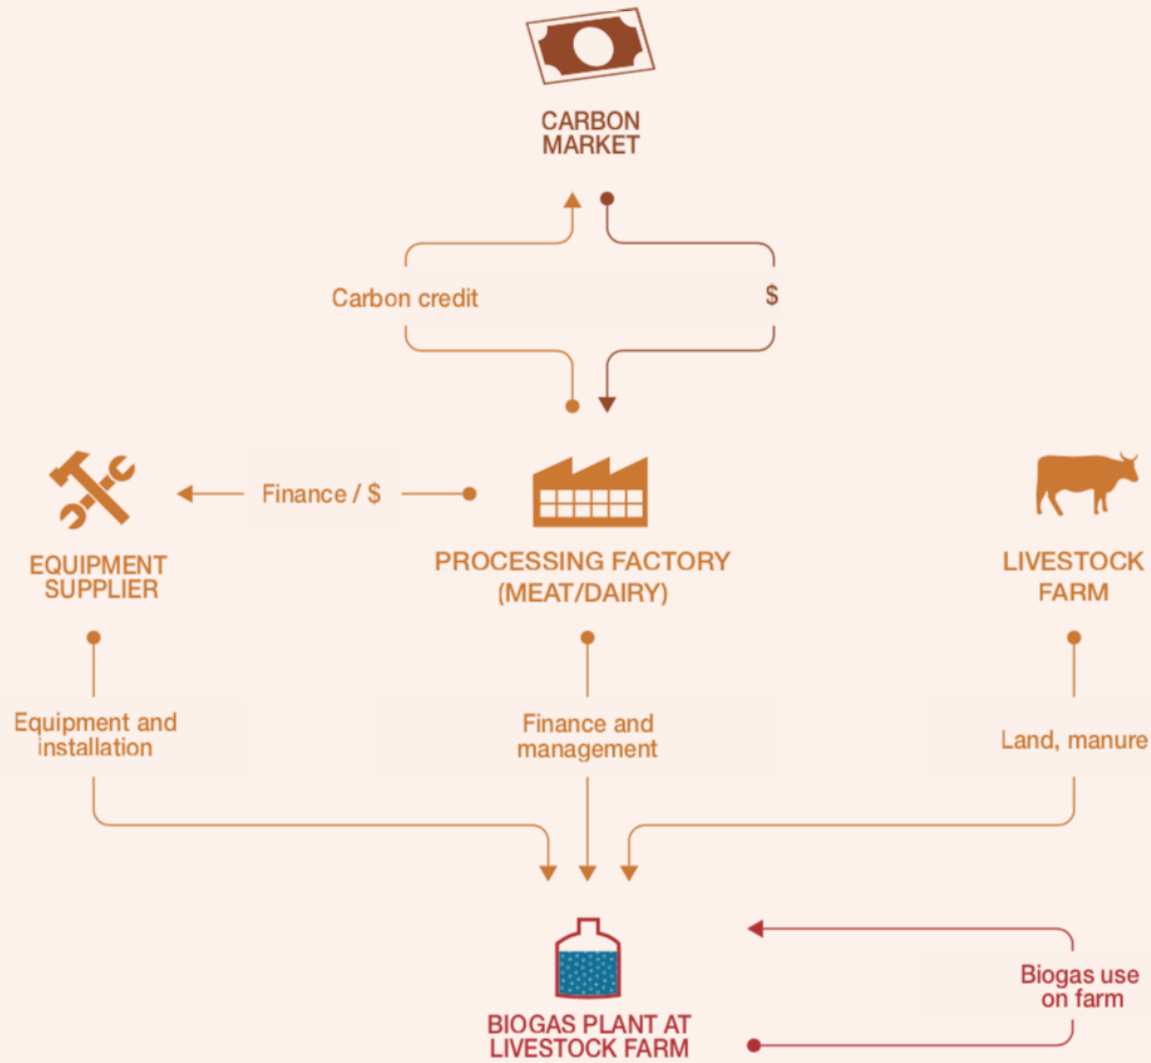 CARBON
MARKET
Carbon credit
$
Finance / $
EQUIPMENT
SUPPLIER
PROCESSING FACTORY
(MEAT/DAIRY)
LIVESTOCK
FARM
Equipment and
installation
Finance and
management
Land, manure
Biogas use
on farm
BIOGAS PLANT AT
LIVESTOCK FARM